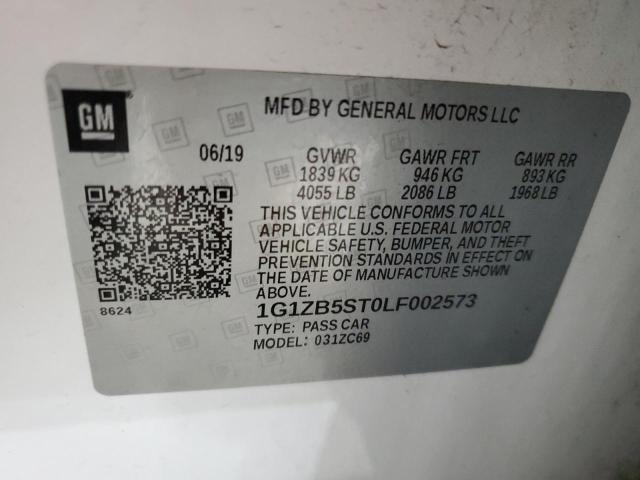 GM
MFD BY GENERAL MOTORS LLC
06/19 GVWR GAWR FRT GAWR RR
1839 KG 946 KG 893 KG
4055 LB 2086 LB 1968 LB
THIS VEHICLE CONFORMS TO ALL
APPLICABLE U.S. FEDERAL MOTOR
VEHICLE SAFETY, BUMPER, AND THEFT
PREVENTION STANDARDS IN EFFECT ON
THE DATE OF MANUFACTURE SHOWN
ABOVE.
8624
1G1ZB5ST0LF002573
TYPE: PASS CAR
MODEL: 031ZC69